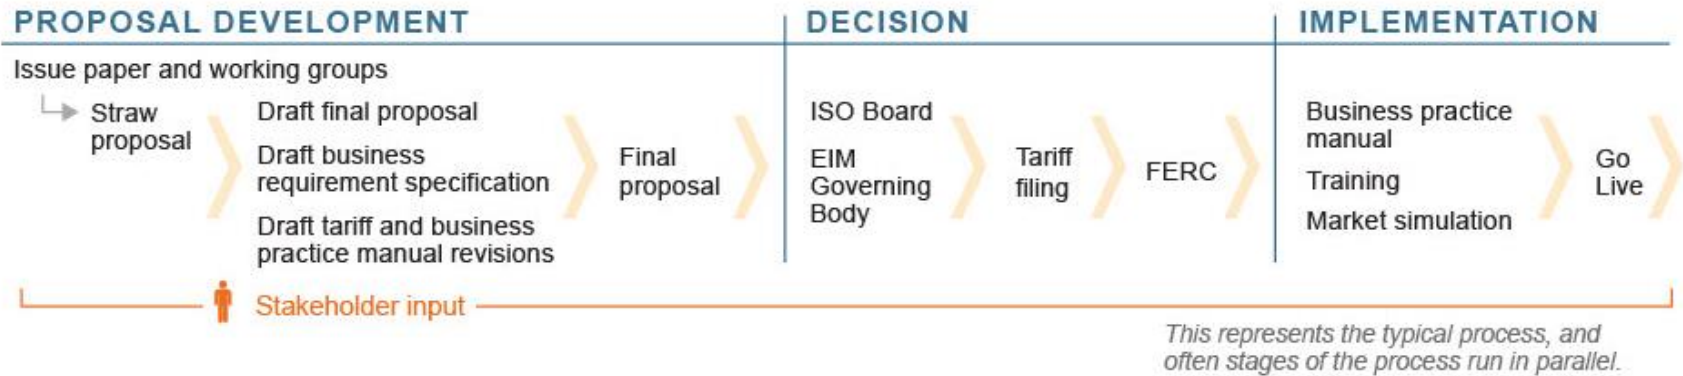 PROPOSAL DEVELOPMENT
Issue paper and working groups
Straw
proposal
Draft final proposal
Draft business
requirement specification
Draft tariff and business
practice manual revisions
Final
proposal
DECISION
ISO Board
EIM
Governing
Body
Tariff
filing
FERC
IMPLEMENTATION
Business practice
manual
Training
Market simulation
Go
Live
Stakeholder input
This represents the typical process, and
often stages of the process run in parallel.